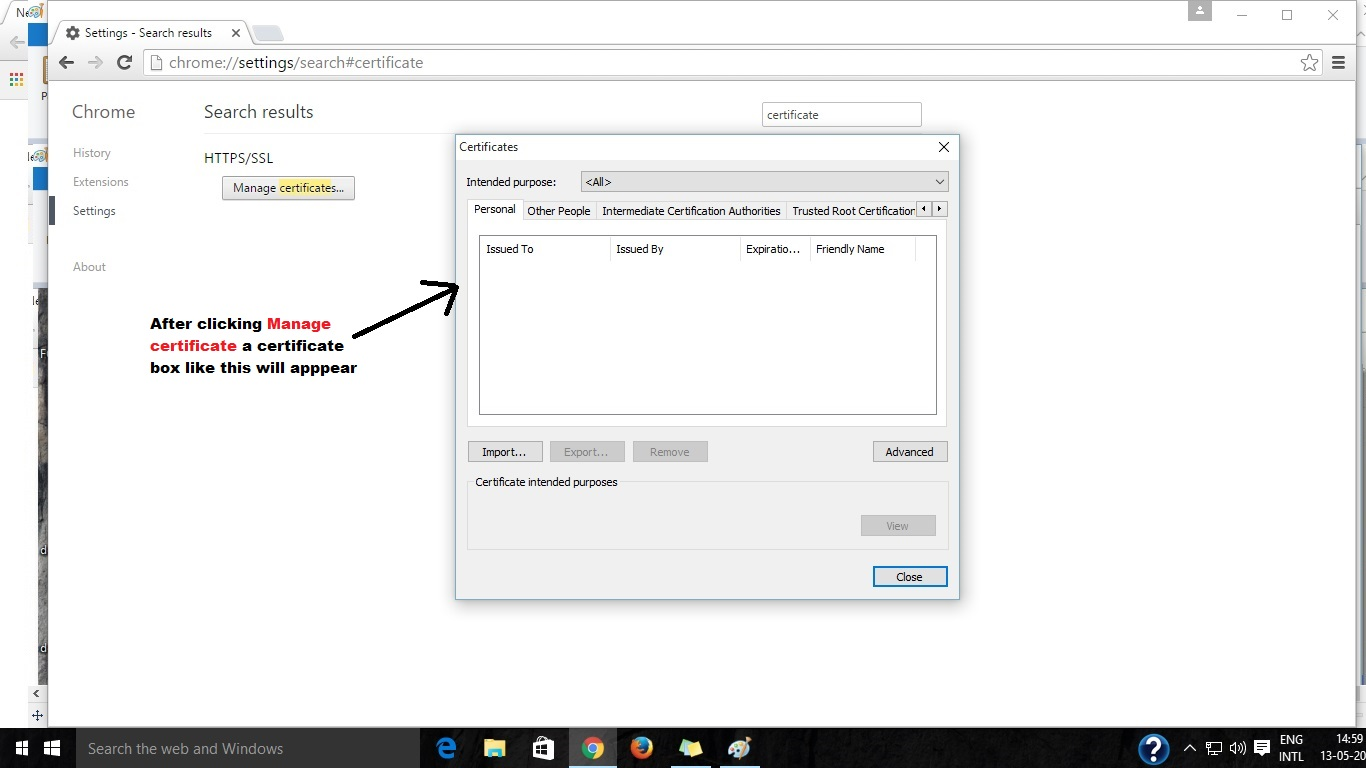 Ne
Settings - Search results
chrome://settings/search#certificate
Chrome
Search results
certificate
History
Extensions
Settings
About
HTTPS/SSL
Manage certificates...
After clicking Manage
certificate a certificate
box like this will apppear
Certificates
Intended purpose:
<All>
Personal
Other People
Intermediate Certification Authorities
Trusted Root Certification
Issued To
Issued By
Expiratio...
Friendly Name
Import...
Export...
Remove
Advanced
Certificate intended purposes
View
Close
Search the web and Windows
ENG
INTL
14:59
13-05-20